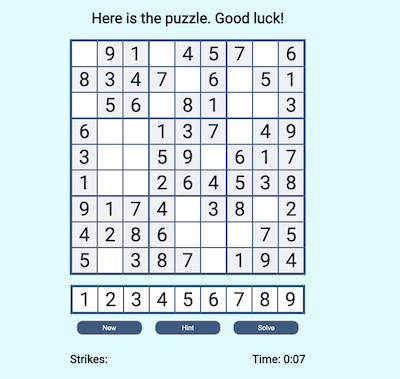 Here is the puzzle. Good luck!
9 1 4 5 7 6
8 3 4 7 6 5 1
5 6 8 1 3
6 1 3 7 4 9
3 5 9 6 1 7
1 2 6 4 5 3 8
9 1 7 4 3 8 2
4 2 8 6 7 5
5 3 8 7 1 9 4
1 2 3 4 5 6 7 8 9
New Hint Solve
Strikes: Time: 0:07